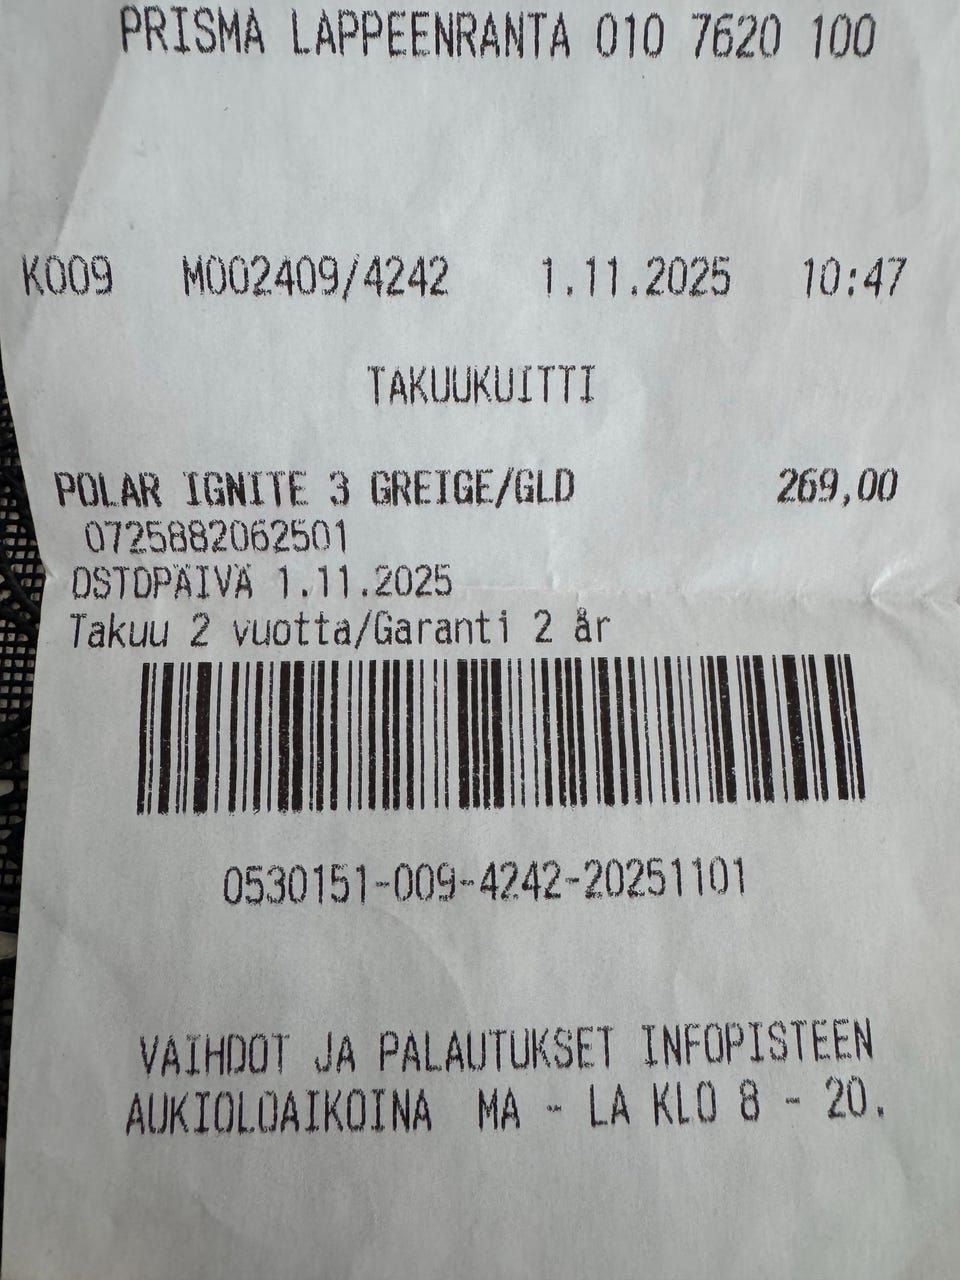 PRISMA LAPPEENRANTA 010 7620 100
K009 M002409/4242 1.11.2025 10:47
TAKUUKUITTI
POLAR IGNITE 3 GREIGE/GLD 269,00
0725882062501
OSTOPÄIVÄ 1.11.2025
Takuu 2 vuotta/Garanti 2 år
0530151-009-4242-20251101
VAIHDOT JA PALAUTUKSET INFOPISTEEN
AUKIOLOAIKOINA MA - LA KLO 8 - 20.